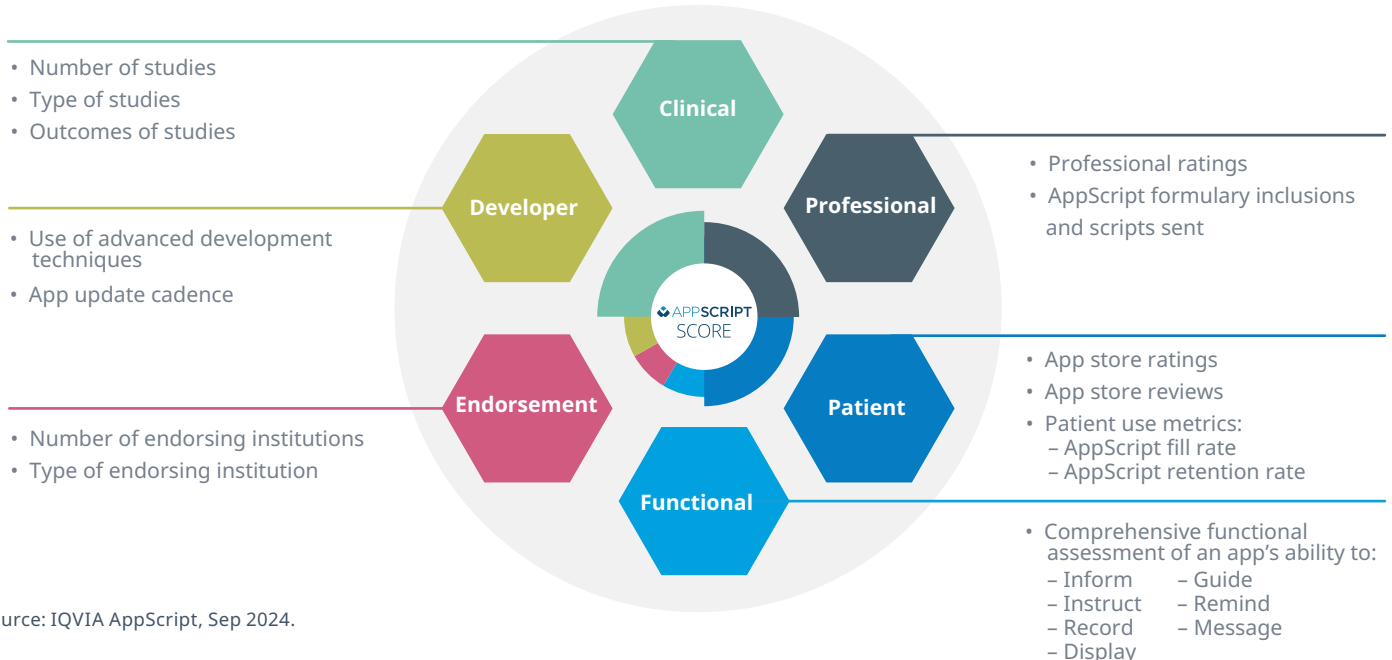 Clinical
• Number of studies
• Type of studies
• Outcomes of studies
Professional
• Professional ratings
• AppScript formulary inclusions
and scripts sent
Developer
• Use of advanced development
techniques
• App update cadence
APPSCRIPT
SCORE
Patient
• App store ratings
• App store reviews
• Patient use metrics:
– AppScript fill rate
– AppScript retention rate
Endorsement
• Number of endorsing institutions
• Type of endorsing institution
Functional
• Comprehensive functional
assessment of an app’s ability to:
– Inform – Guide
– Instruct – Remind
– Record – Message
– Display
urce: IQVIA AppScript, Sep 2024.